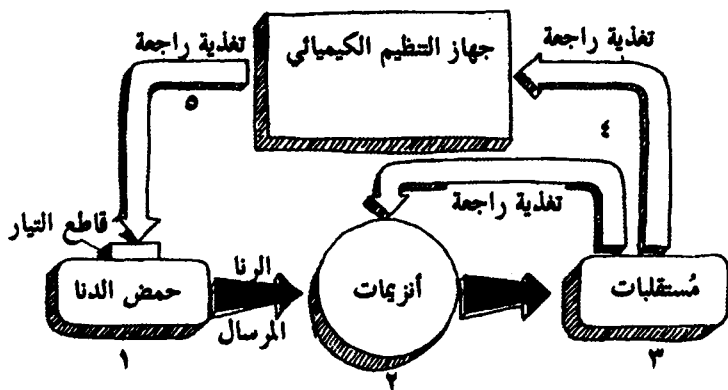 تغذية راجعة
جهاز التنظيم الكيميائي
تغذية راجعة
٥
٤
تغذية راجعة
قاطع التيار
حمض الدنا
الرنا
المرسال
أنزيمات
مُستقلبات
١
٢
٣